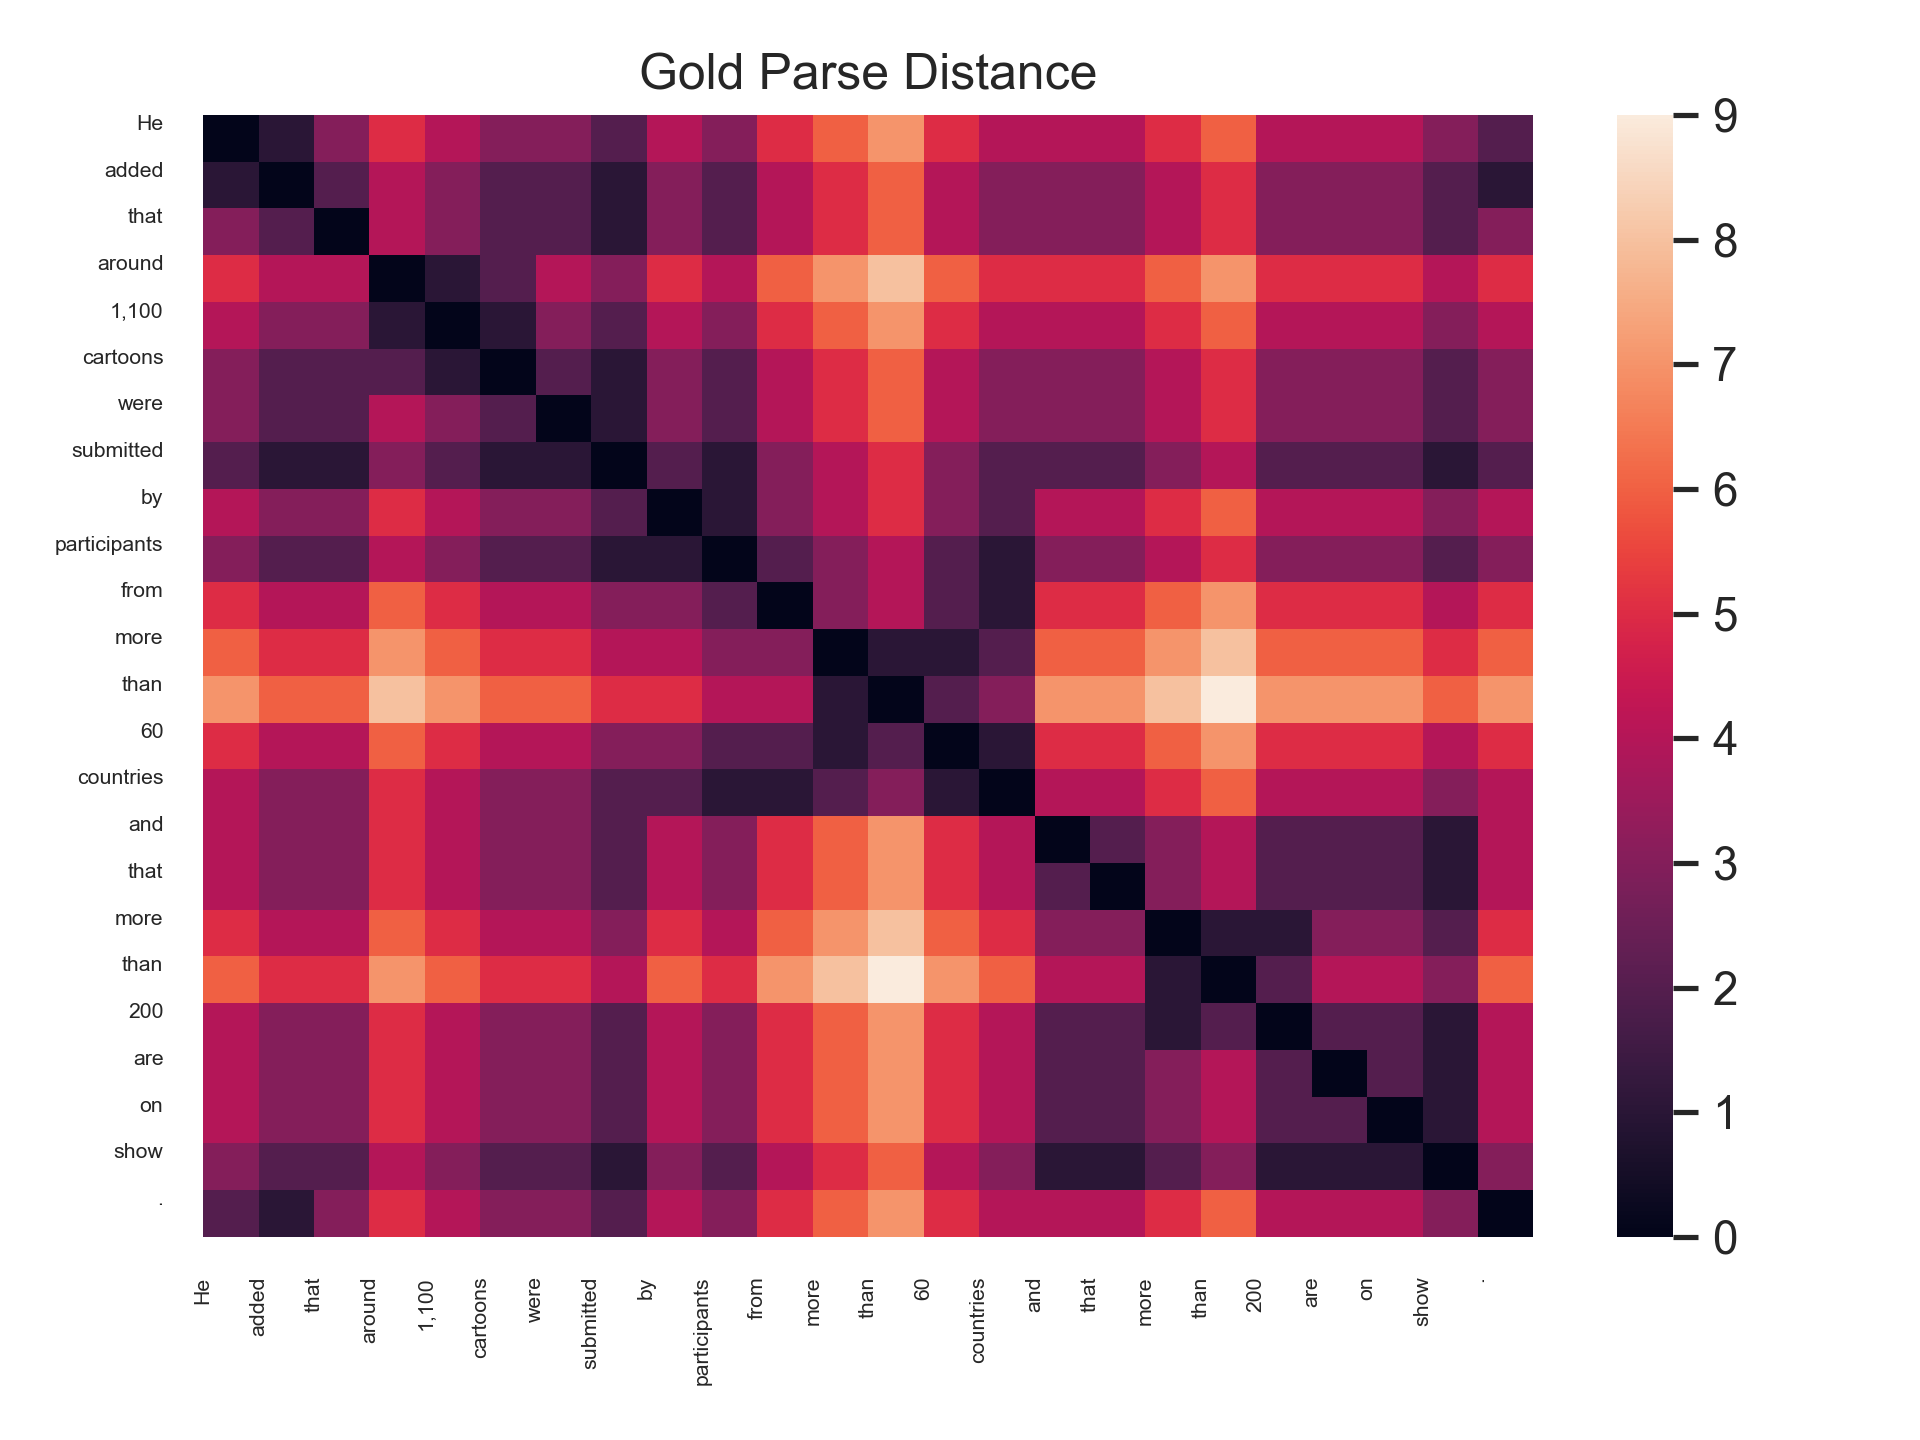 Gold Parse Distance
He
added
that
around
1,100
cartoons
were
submitted
by
participants
from
more
than
60
countries
and
that
more
than
200
are
on
show
.
He
added
that
around
1,100
cartoons
were
submitted
by
participants
from
more
than
60
countries
and
that
more
than
200
are
on
show
.
9
8
7
6
5
4
3
2
1
0